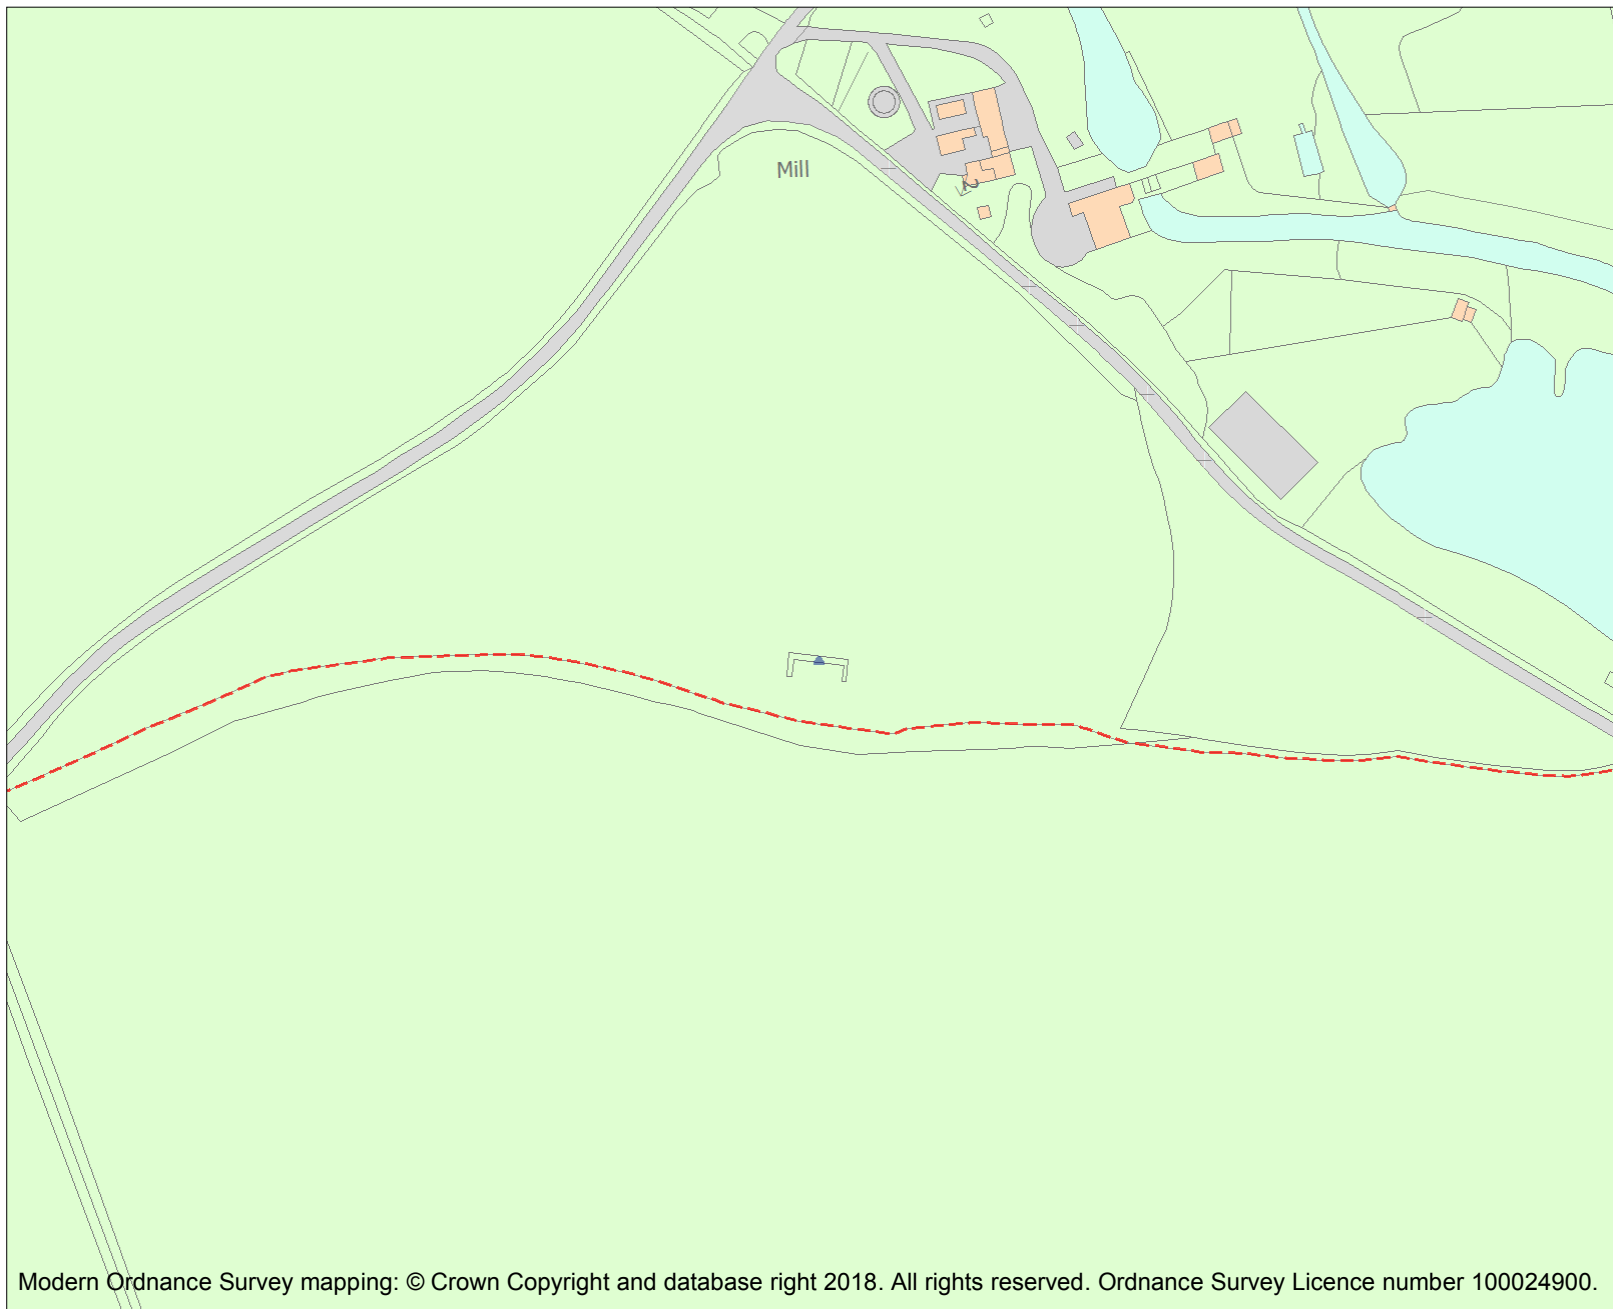 Mill
Modern Ordnance Survey mapping: © Crown Copyright and database right 2018. All rights reserved. Ordnance Survey Licence number 100024900.